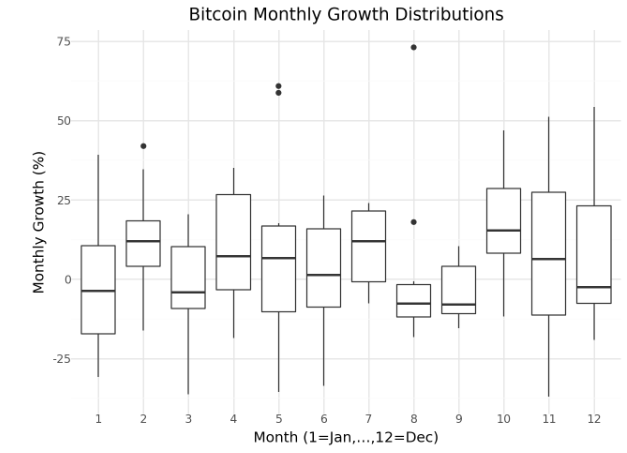 Bitcoin Monthly Growth Distributions
Monthly Growth (%)
75
50
25
0
-25
1 2 3 4 5 6 7 8 9 10 11 12
Month (1=Jan,...,12=Dec)